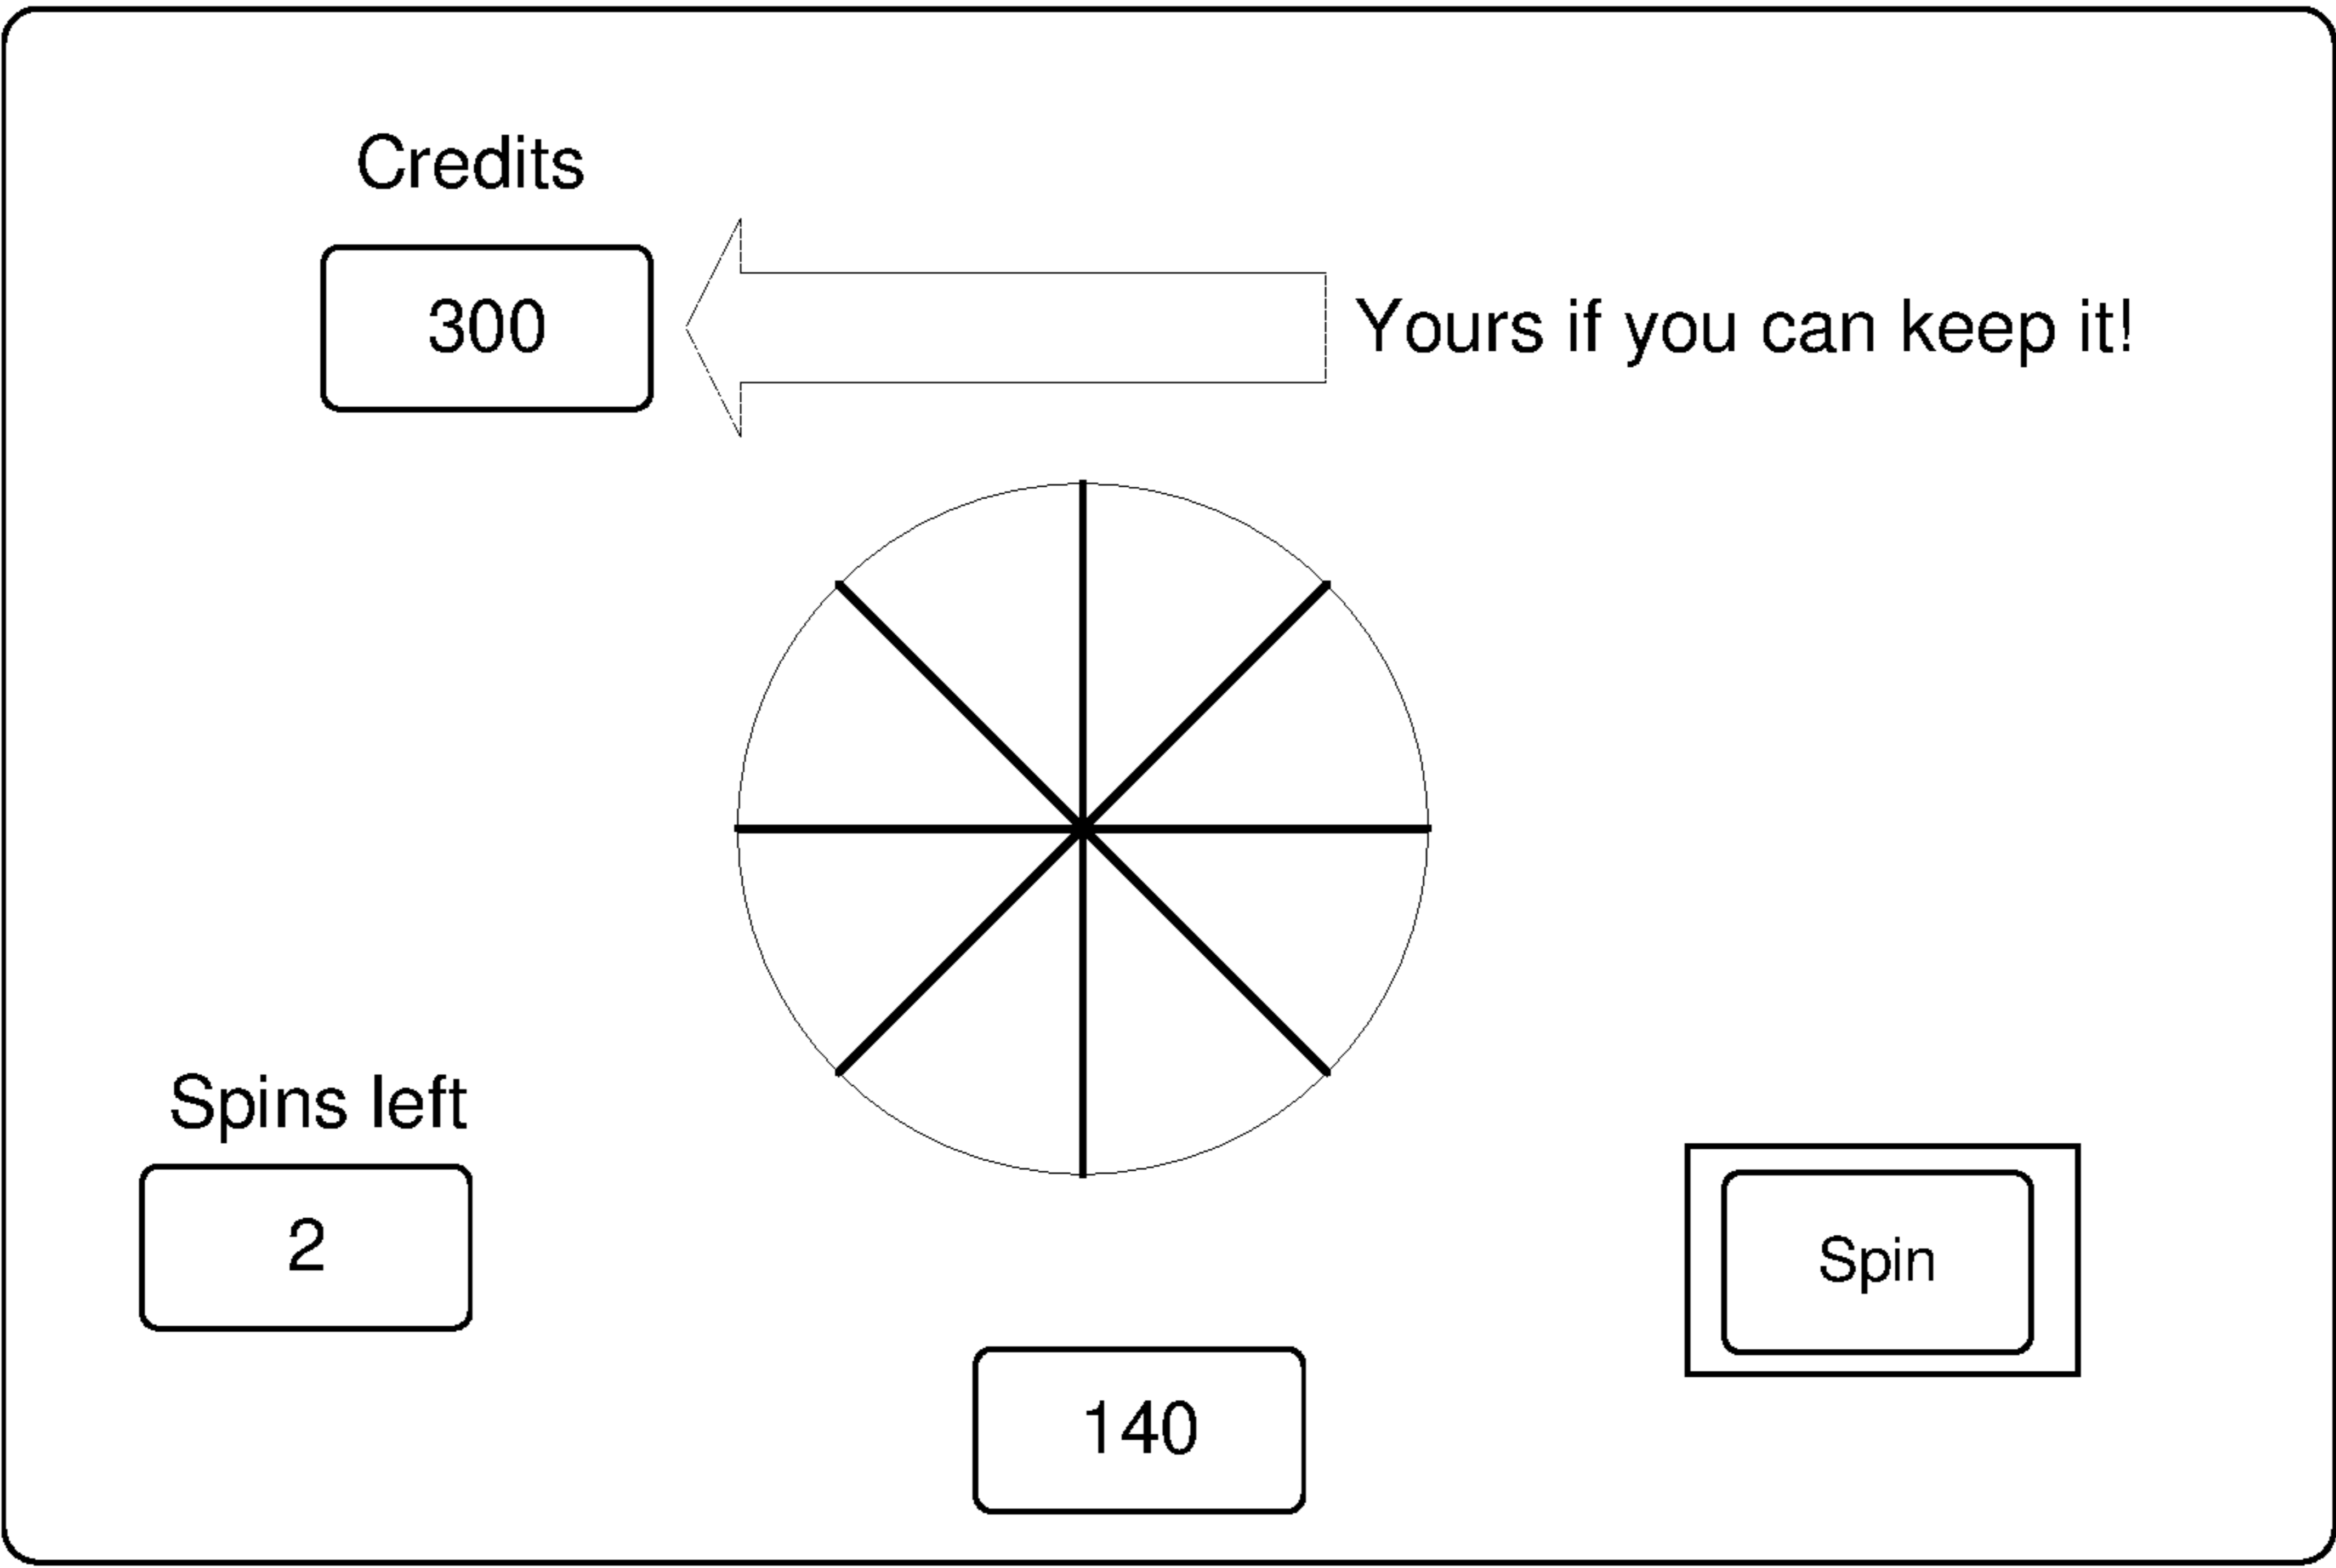 Credits
300
Yours if you can keep it!
Spins left
2
Spin
140